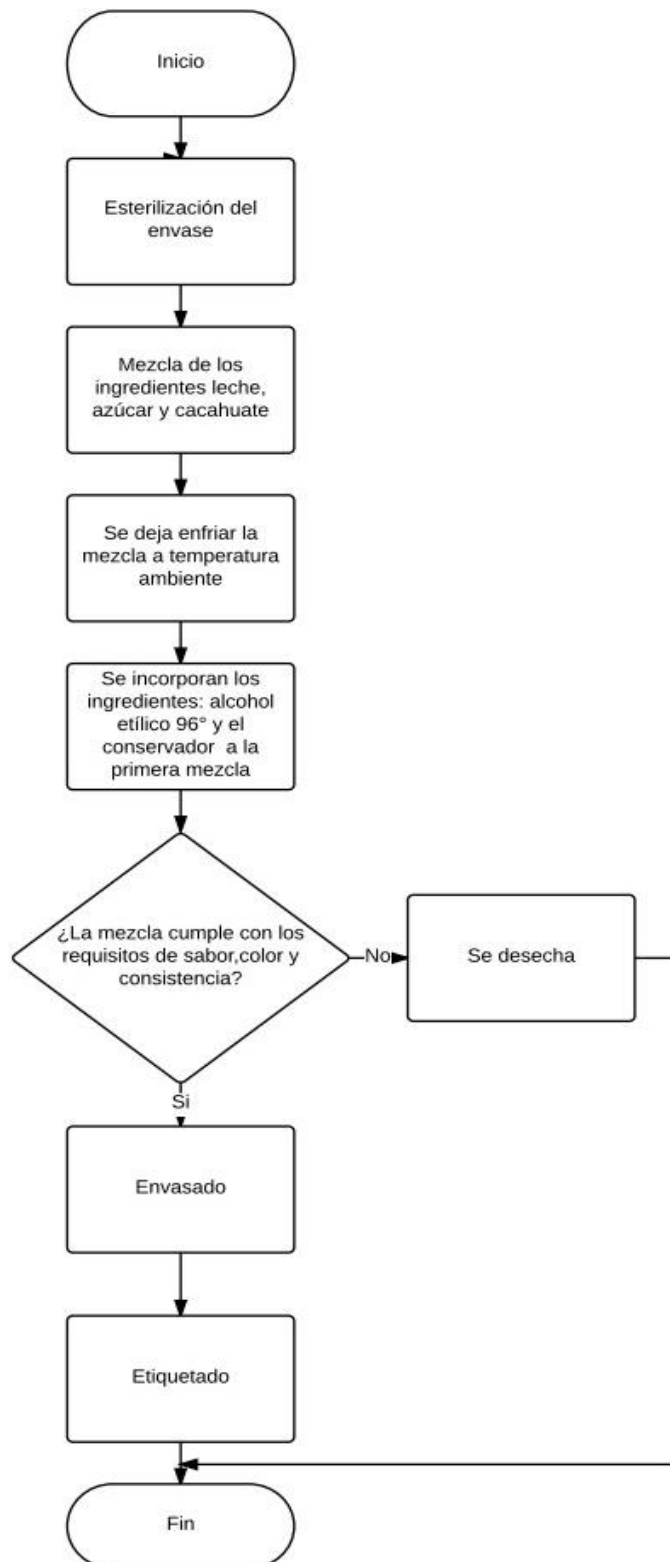 Inicio
Esterilización del
envase
Mezcla de los
ingredientes leche,
azúcar y cacahuate
Se deja enfriar la
mezcla a temperatura
ambiente
Se incorporan los
ingredientes: alcohol
etílico 96° y el
conservador a la
primera mezcla
¿La mezcla cumple con los
requisitos de sabor,color y
consistencia?
No
Se desecha
Si
Envasado
Etiquetado
Fin